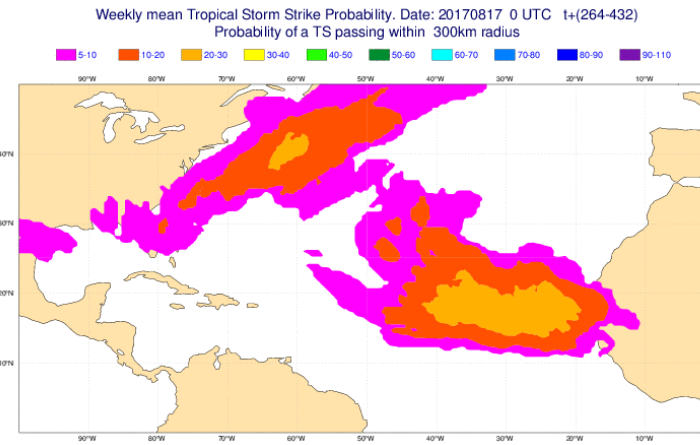 Weekly mean Tropical Storm Strike Probability. Date: 20170817 0 UTC t+(264-432)
Probability of a TS passing within 300km radius
5-10 10-20 20-30 30-40 40-50 50-60 60-70 70-80 80-90 90-110
90°W 80°W 70°W 60°W 50°W 40°W 30°W 20°W 10°W
40°N
30°N
20°N
10°N
90°W 80°W 70°W 60°W 50°W 40°W 30°W 20°W 10°W